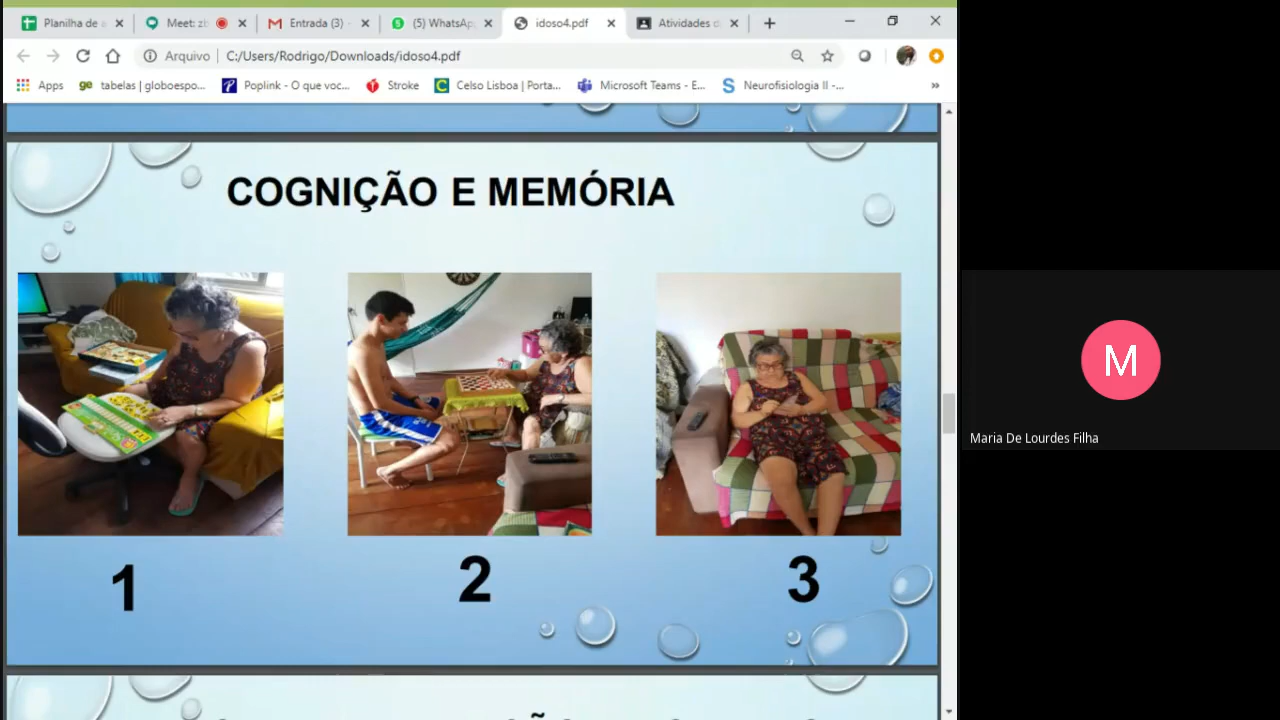 Planilha de a
Meet: zb
Entrada (3) -
(5) WhatsAp
idoso4.pdf
Atividades d
Arquivo
C:/Users/Rodrigo/Downloads/idoso4.pdf
Apps
ge tabelas | globoespo...
Poplink - O que voc...
Stroke
C Celso Lisboa | Porta...
Microsoft Teams - E...
S Neurofisiologia II -...
»
COGNIÇÃO E MEMÓRIA
1
2
3
M
Maria De Lourdes Filha